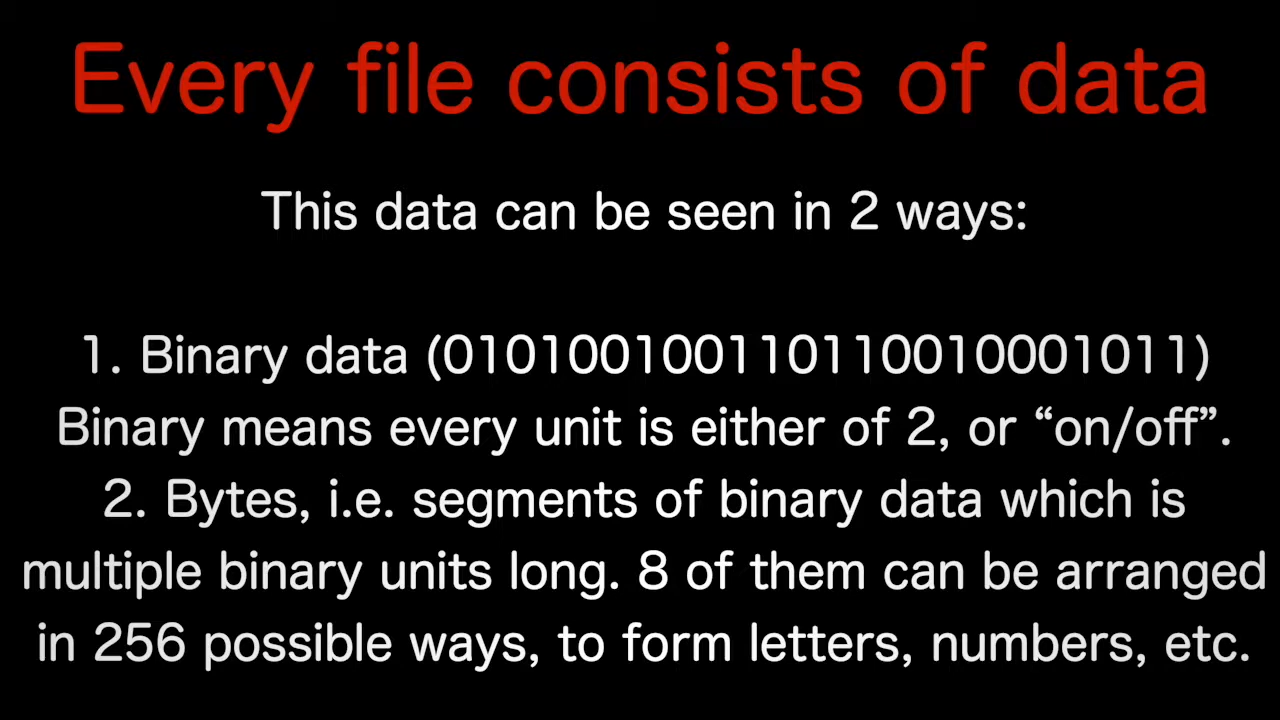 Every file consists of data
This data can be seen in 2 ways:
1. Binary data (010100100110110010001011)
Binary means every unit is either of 2, or “on/off”.
2. Bytes, i.e. segments of binary data which is
multiple binary units long. 8 of them can be arranged
in 256 possible ways, to form letters, numbers, etc.